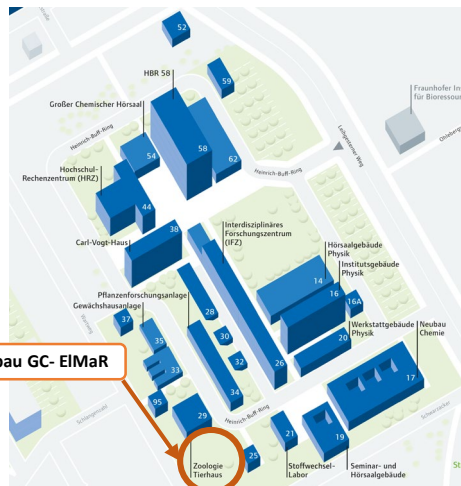 52
HBR 58
59
Großer Chemischer Hörsaal
Fraunhofer In
für Bioressour
Heinrich-Buff-Ring
Leihgesterner Weg
54
58
62
Hochschul-
Rechenzentrum (HRZ)
Heinrich-Buff-Ring
44
38
Interdisziplinäres
Forschungszentrum
(IFZ)
Carl-Vogt-Haus
Hörsaalgebäude
Physik
Institutsgebäude
Physik
14
16
16A
Pflanzenforschungsanlage
Gewächshausanlage
28
37
30
Werkstattgebäude
Physik
Neubau
Chemie
35
20
32
33
26
17
bau GC- ElMaR
34
95
29
Heinrich-Buff-Ring
21
19
Schlangenzahl
Zoologie
Tierhaus
25
Stoffwechsel-
Labor
Seminar- und
Hörsaalgebäude
St